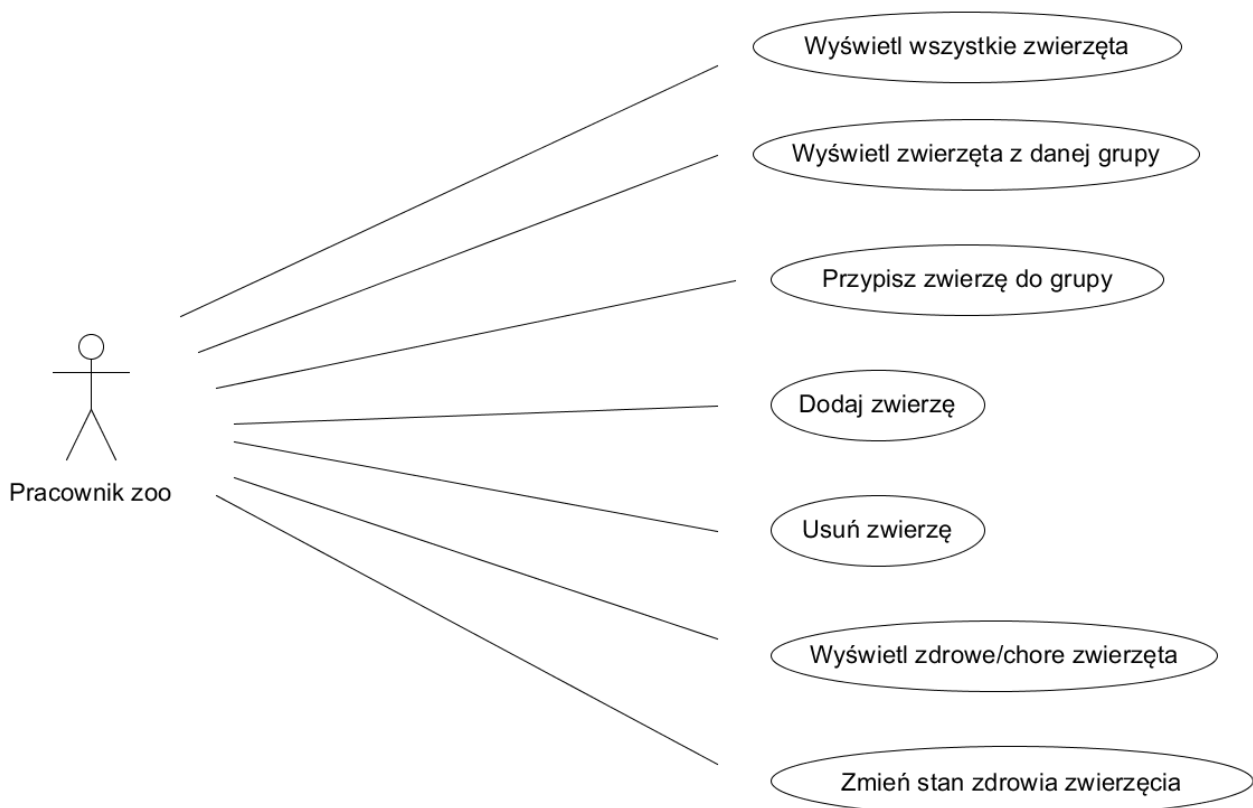 Wyświetl wszystkie zwierzęta
Wyświetl zwierzęta z danej grupy
Przypisz zwierzę do grupy
Dodaj zwierzę
Pracownik zoo
Usuń zwierzę
Wyświetl zdrowe/chore zwierzęta
Zmień stan zdrowia zwierzęcia